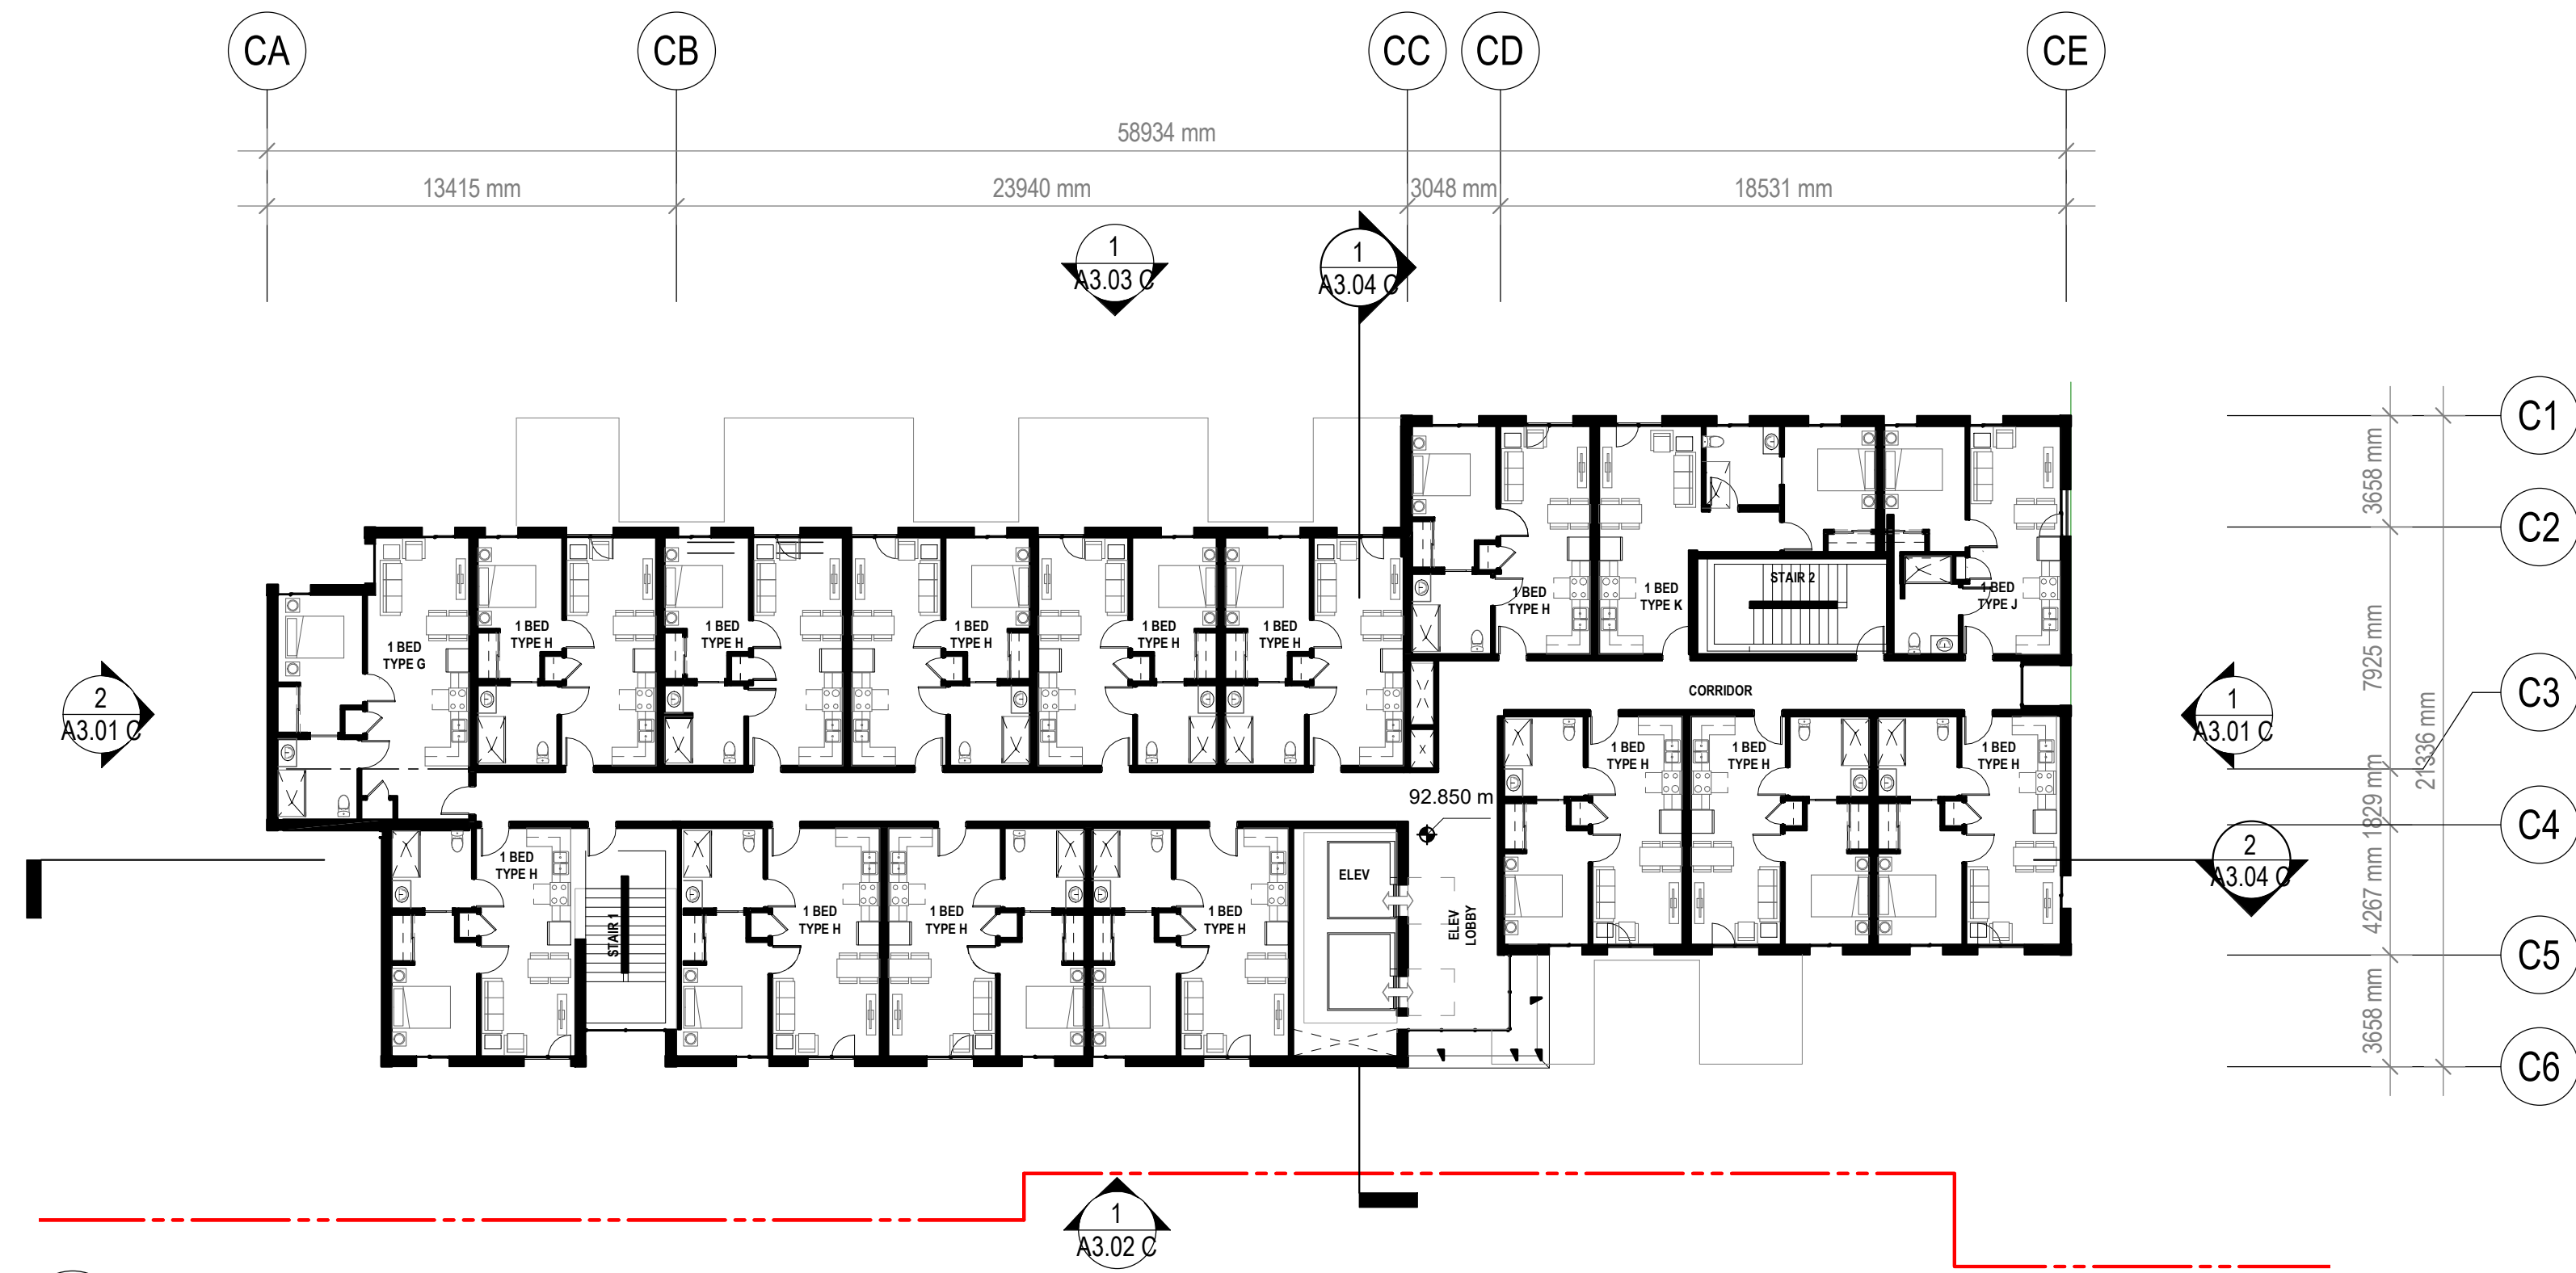 CA
CB
CC
CD
CE
58934 mm
13415 mm
23940 mm
3048 mm
18531 mm
1
A3.03 C
1
A3.04 C
C1
C2
C3
C4
C5
C6
3658 mm
7925 mm
1829 mm
4267 mm
3658 mm
21336 mm
2
A3.01 C
1
A3.01 C
2
A3.04 C
1 BED
TYPE G
1 BED
TYPE H
1 BED
TYPE H
1 BED
TYPE H
1 BED
TYPE H
1 BED
TYPE H
1 BED
TYPE H
1 BED
TYPE K
STAIR 2
1 BED
TYPE J
CORRIDOR
1 BED
TYPE H
1 BED
TYPE H
1 BED
TYPE H
92.850 m
1 BED
TYPE H
STAIR 1
1 BED
TYPE H
1 BED
TYPE H
1 BED
TYPE H
ELEV
ELEV
LOBBY
1
A3.02 C